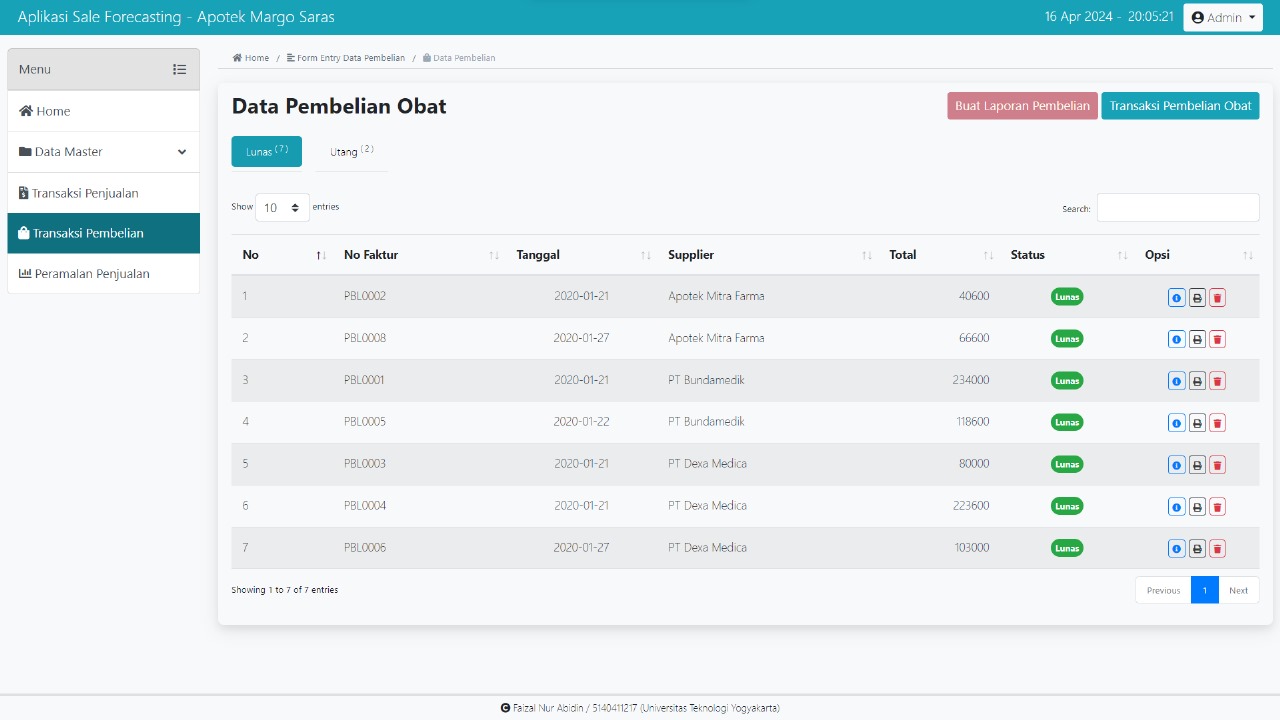 Aplikasi Sale Forecasting - Apotek Margo Saras 16 Apr 2024 - 20:05:21 Admin
Menu
Home
Data Master
Transaksi Penjualan
Transaksi Pembelian
Peramalan Penjualan
Home / Form Entry Data Pembelian / Data Pembelian
Data Pembelian Obat Buat Laporan Pembelian Transaksi Pembelian Obat
Lunas (7) Utang (2)
Show 10 entries Search:
No No Faktur Tanggal Supplier Total Status Opsi
1 PBL0002 2020-01-21 Apotek Mitra Farma 40600 Lunas
2 PBL0008 2020-01-27 Apotek Mitra Farma 66600 Lunas
3 PBL0001 2020-01-21 PT Bundamedik 234000 Lunas
4 PBL0005 2020-01-22 PT Bundamedik 118600 Lunas
5 PBL0003 2020-01-21 PT Dexa Medica 80000 Lunas
6 PBL0004 2020-01-21 PT Dexa Medica 223600 Lunas
7 PBL0006 2020-01-27 PT Dexa Medica 103000 Lunas
Showing 1 to 7 of 7 entries Previous 1 Next
Faizal Nur Abidin / 5140411217 (Universitas Teknologi Yogyakarta)